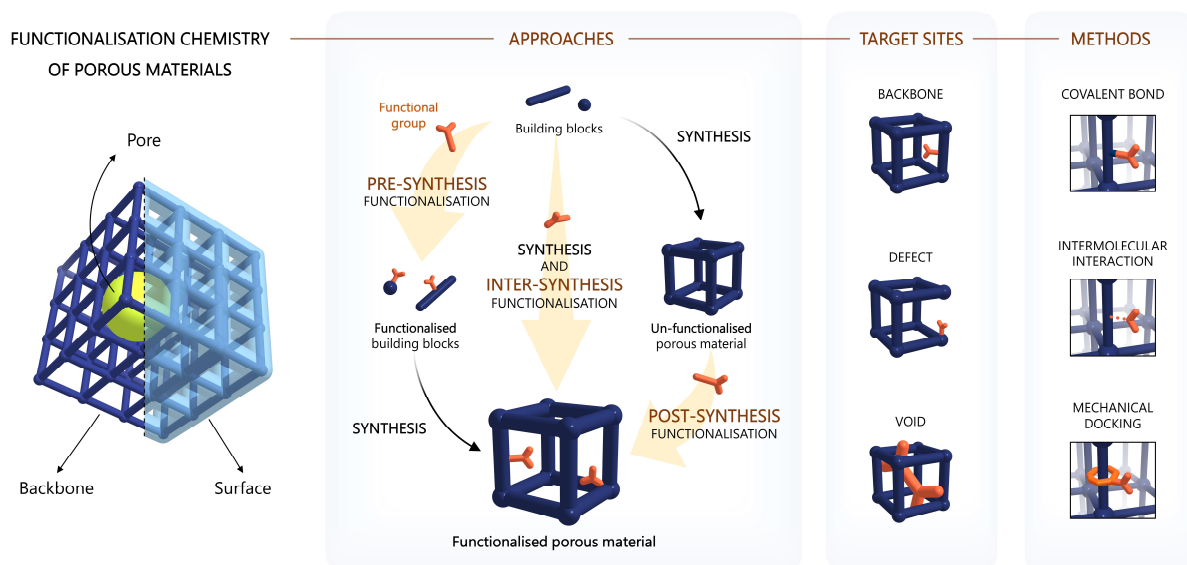 FUNCTIONALISATION CHEMISTRY
OF POROUS MATERIALS
Pore
Backbone
Surface
APPROACHES
Functional
group
Building blocks
SYNTHESIS
PRE-SYNTHESIS
FUNCTIONALISATION
SYNTHESIS
AND
INTER-SYNTHESIS
FUNCTIONALISATION
Functionalised
building blocks
Un-functionalised
porous material
SYNTHESIS
POST-SYNTHESIS
FUNCTIONALISATION
Functionalised porous material
TARGET SITES
BACKBONE
DEFECT
VOID
METHODS
COVALENT BOND
INTERMOLECULAR
INTERACTION
MECHANICAL
DOCKING